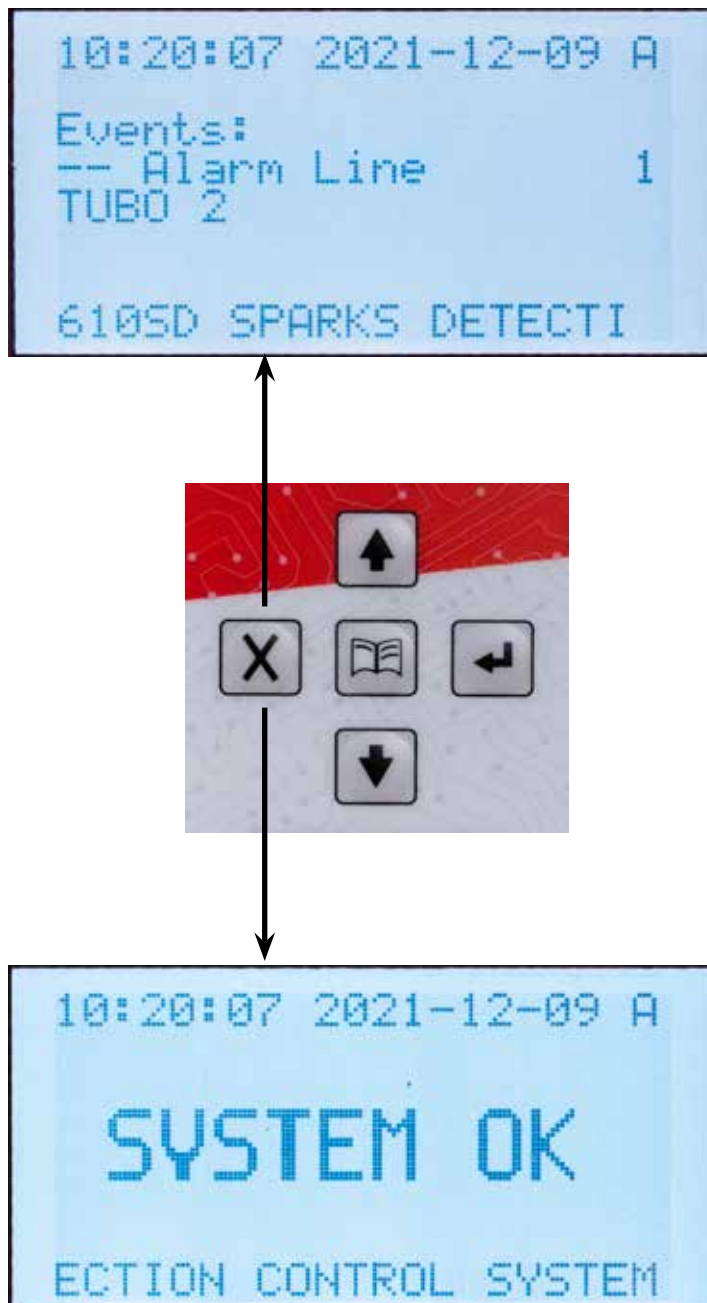 10:20:07 2021-12-09 A
Events:
-- Alarm Line 1
TUBO 2
610SD SPARKS DETECTI
X
10:20:07 2021-12-09 A
SYSTEM OK
ECTION CONTROL SYSTEM